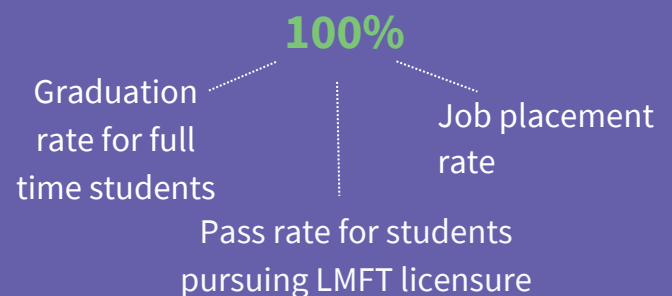 100%
Graduation
rate for full
time students
Pass rate for students
pursuing LMFT licensure
Job placement
rate